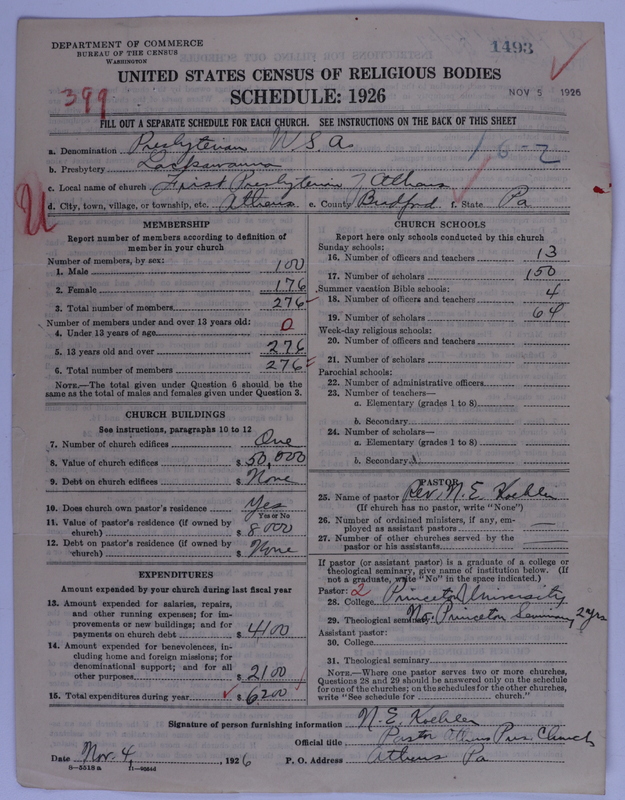 DEPARTMENT OF COMMERCE
BUREAU OF THE CENSUS
WASHINGTON
1493
UNITED STATES CENSUS OF RELIGIOUS BODIES
399
SCHEDULE: 1926
NOV 5 1926
FILL OUT A SEPARATE SCHEDULE FOR EACH CHURCH. SEE INSTRUCTIONS ON THE BACK OF THIS SHEET
a. Denomination Presbyterian U.S.A.
1-6-2
b. Presbytery Lackawanna
c. Local name of church First Presbyterian of Athens
d. City, town, village, or township, etc. Athens e. County Bradford f. State Pa
MEMBERSHIP
Report number of members according to definition of
member in your church
Number of members, by sex:
1. Male 100
2. Female 176
3. Total number of members 276
Number of members under and over 13 years old:
4. Under 13 years of age 0
5. 13 years old and over 276
6. Total number of members 276
NOTE.—The total given under Question 6 should be
same as the total of males and females given under Question 3.
CHURCH BUILDINGS
See instructions, paragraphs 10 to 12
7. Number of church edifices One
8. Value of church edifices $ 50,000
9. Debt on church edifices $ None
10. Does church own pastor's residence Yes
Yes or No
11. Value of pastor's residence (if owned by
church) $ 8000
12. Debt on pastor's residence (if owned by
church) $ None
EXPENDITURES
Amount expended by your church during last fiscal year
13. Amount expended for salaries, repairs,
and other running expenses; for im-
provements or new buildings; and for
payments on church debt $ 4100
14. Amount expended for benevolences, in-
cluding home and foreign missions; for
denominational support; and for all
other purposes $ 2100
15. Total expenditures during year $ 6200
CHURCH SCHOOLS
Report here only schools conducted by this church
Sunday schools:
16. Number of officers and teachers 13
17. Number of scholars 150
Summer vacation Bible schools:
18. Number of officers and teachers 4
19. Number of scholars 64
Week-day religious schools:
20. Number of officers and teachers
21. Number of scholars
Parochial schools:
22. Number of administrative officers
23. Number of teachers—
a. Elementary (grades 1 to 8)
b. Secondary
24. Number of scholars—
a. Elementary (grades 1 to 8)
b. Secondary
PASTOR
25. Name of pastor Rev. N. E. Koehler
(If church has no pastor, write "None")
26. Number of ordained ministers, if any, em-
ployed as assistant pastors
27. Number of other churches served by the
pastor or his assistants
If pastor (or assistant pastor) is a graduate of a college or
theological seminary, give name of institution below. (If
not a graduate, write "No" in the space indicated.)
Pastor: 2
28. College Princeton University
29. Theological seminary No. Princeton Seminary 2 yrs
Assistant pastor:
30. College
31. Theological seminary
NOTE.—Where one pastor serves two or more churches,
Questions 28 and 29 should be answered only on the schedule
for one of the churches; on the schedules for the other churches,
write "See schedule for church."
Signature of person furnishing information N. E. Koehler
Official title Pastor Athens Pres. Church
Date Nov. 4, 1926 P. O. Address Athens Pa
8—5518 a